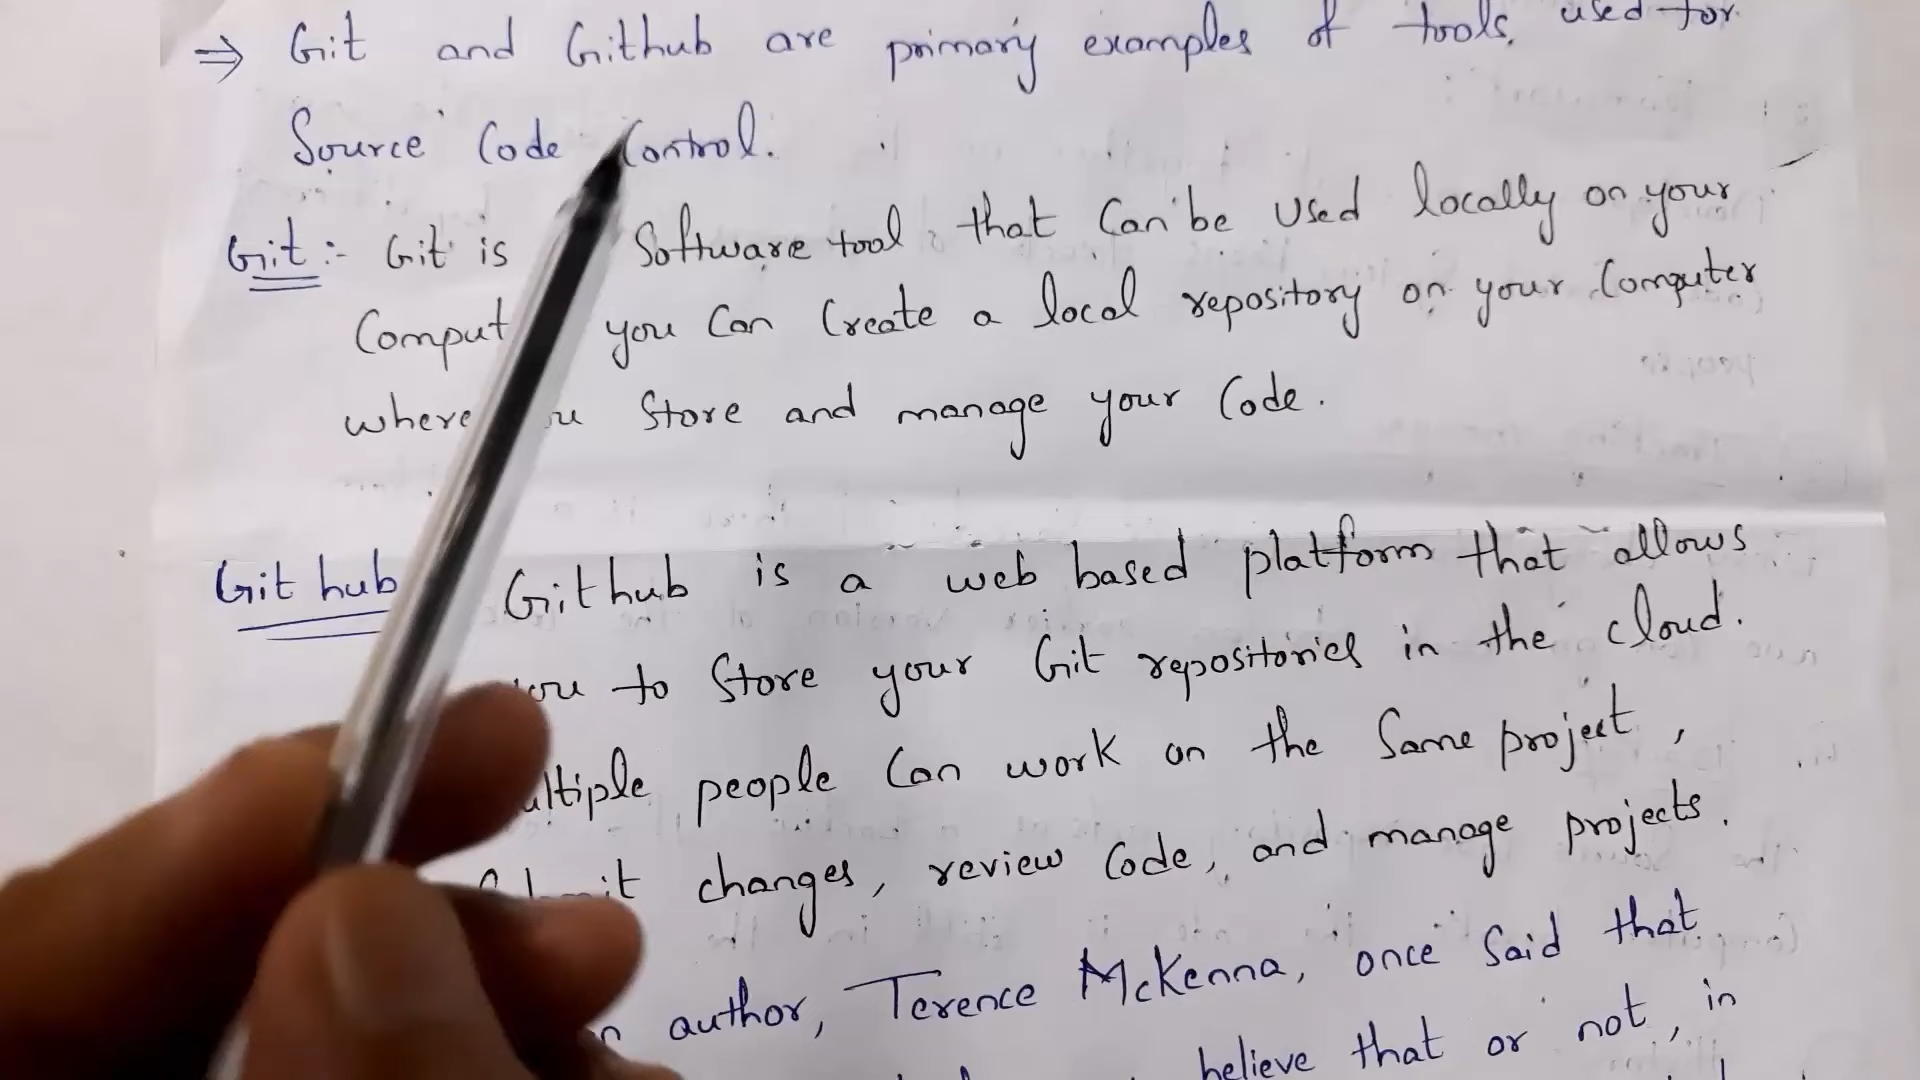 ⇒ Git and Github are primary examples of tools, used for
Source Code Control.
Git :- Git is Software tool that Can be Used locally on your
you Can Create a local repository on your Computer
where Store and manage your Code.
Git hub Github is a web based platform that allows
you to Store your Git repositories in the cloud.
people Can work on the Same project,
changes, review Code, and manage projects.
author, Terence McKenna, once Said that
believe that or not, in